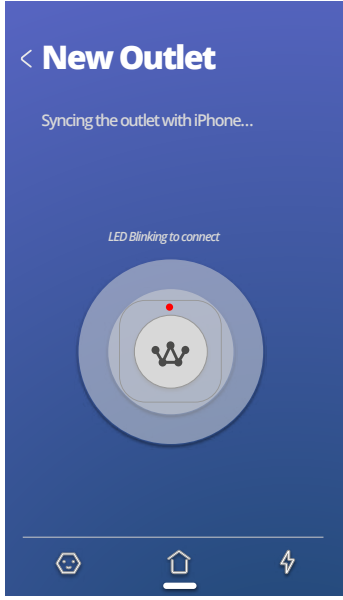 New Outlet
Syncing the outlet with iPhone...
LED Blinking to connect